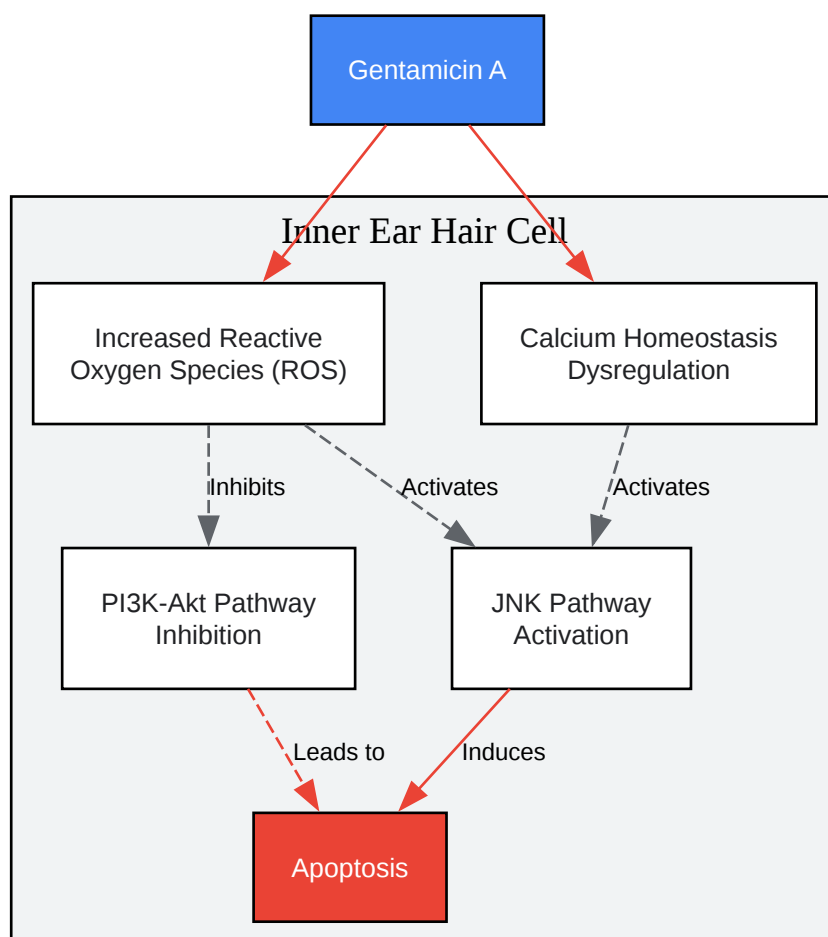 Gentamicin A
Inner Ear Hair Cell
Increased Reactive
Oxygen Species (ROS)
Calcium Homeostasis
Dysregulation
Inhibits
Activates
Activates
PI3K-Akt Pathway
Inhibition
JNK Pathway
Activation
Leads to
Induces
Apoptosis